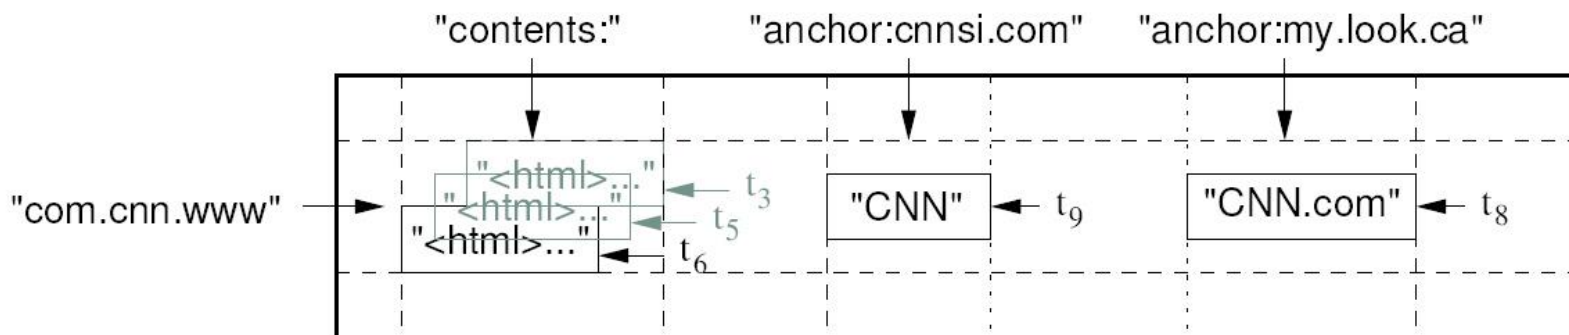 "contents:" "anchor:cnnsi.com" "anchor:my.look.ca"
"<html>..." t3
"com.cnn.www" "<html>..." t5 "CNN" t9 "CNN.com" t8
"<html>..." t6